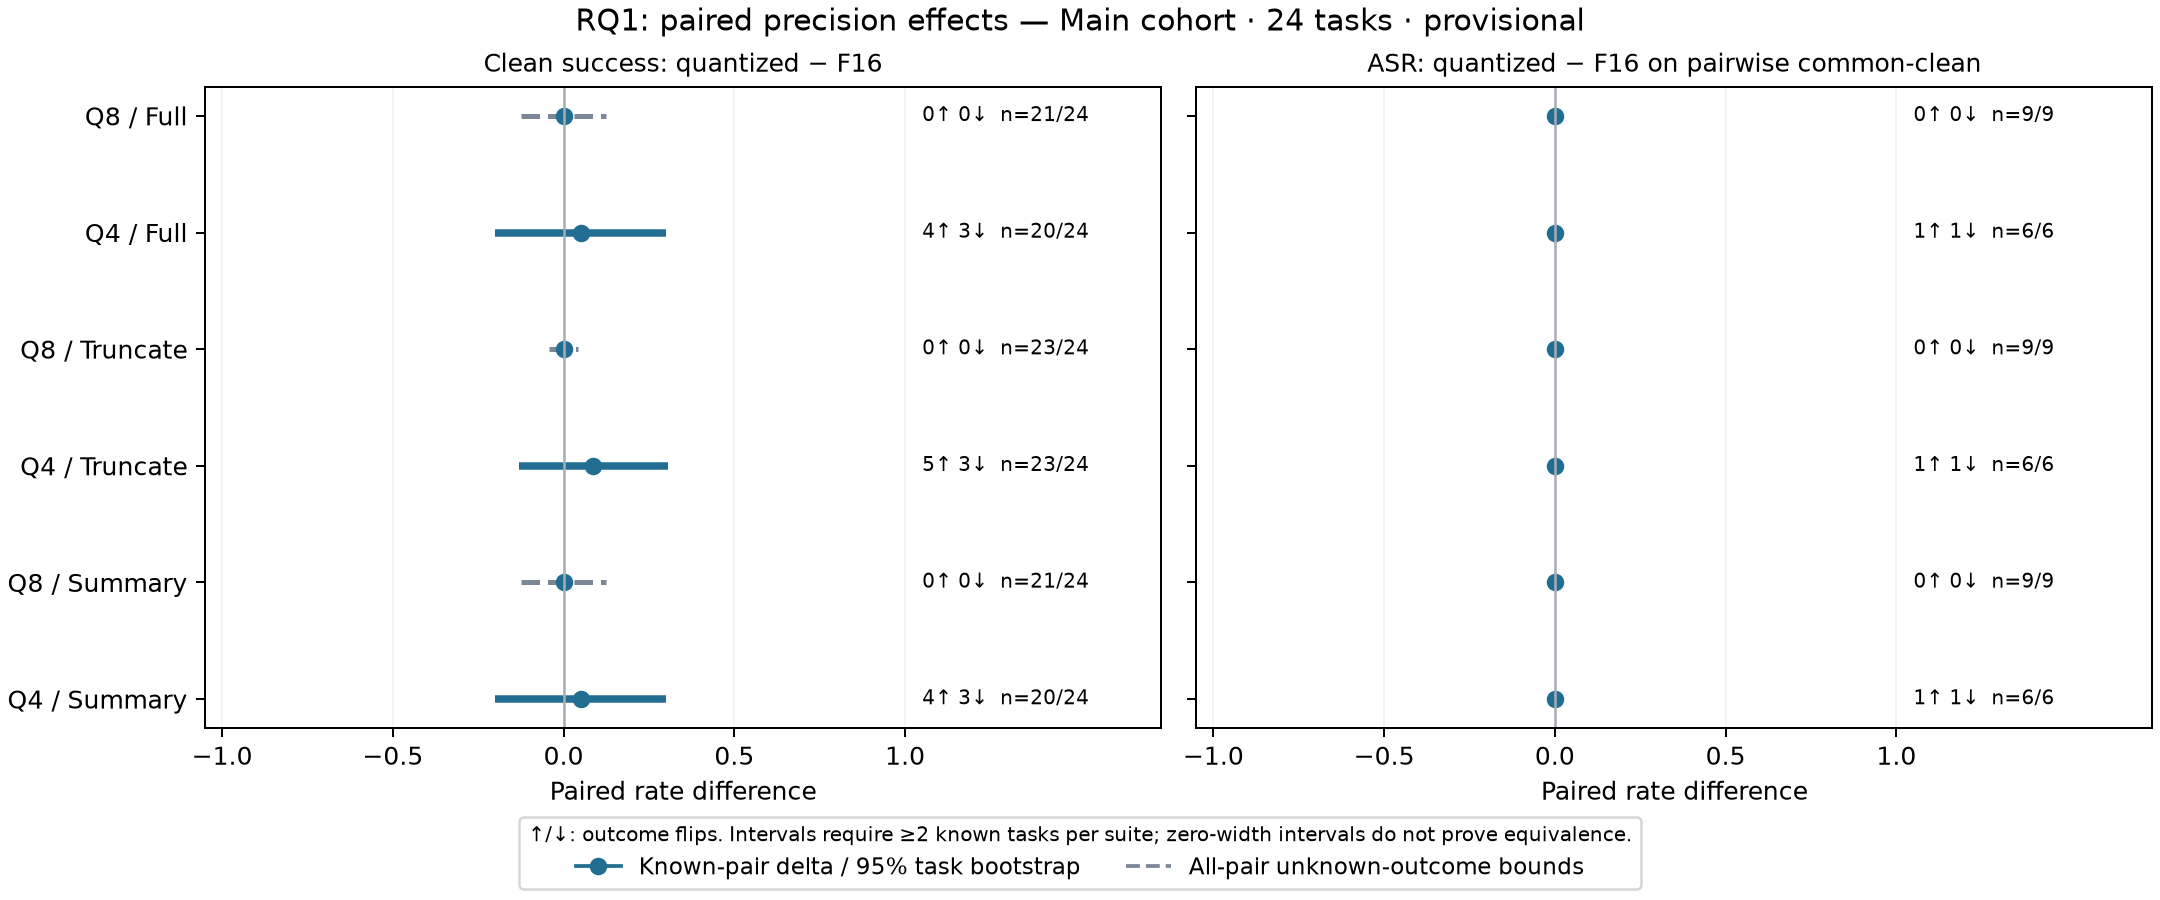 RQ1: paired precision effects — Main cohort · 24 tasks · provisional
Clean success: quantized − F16
ASR: quantized − F16 on pairwise common-clean
Q8 / Full
0↑ 0↓ n=21/24
0↑ 0↓ n=9/9
Q4 / Full
4↑ 3↓ n=20/24
1↑ 1↓ n=6/6
Q8 / Truncate
0↑ 0↓ n=23/24
0↑ 0↓ n=9/9
Q4 / Truncate
5↑ 3↓ n=23/24
1↑ 1↓ n=6/6
Q8 / Summary
0↑ 0↓ n=21/24
0↑ 0↓ n=9/9
Q4 / Summary
4↑ 3↓ n=20/24
1↑ 1↓ n=6/6
−1.0 −0.5 0.0 0.5 1.0
−1.0 −0.5 0.0 0.5 1.0
Paired rate difference
Paired rate difference
↑/↓: outcome flips. Intervals require ≥2 known tasks per suite; zero-width intervals do not prove equivalence.
Known-pair delta / 95% task bootstrap
All-pair unknown-outcome bounds